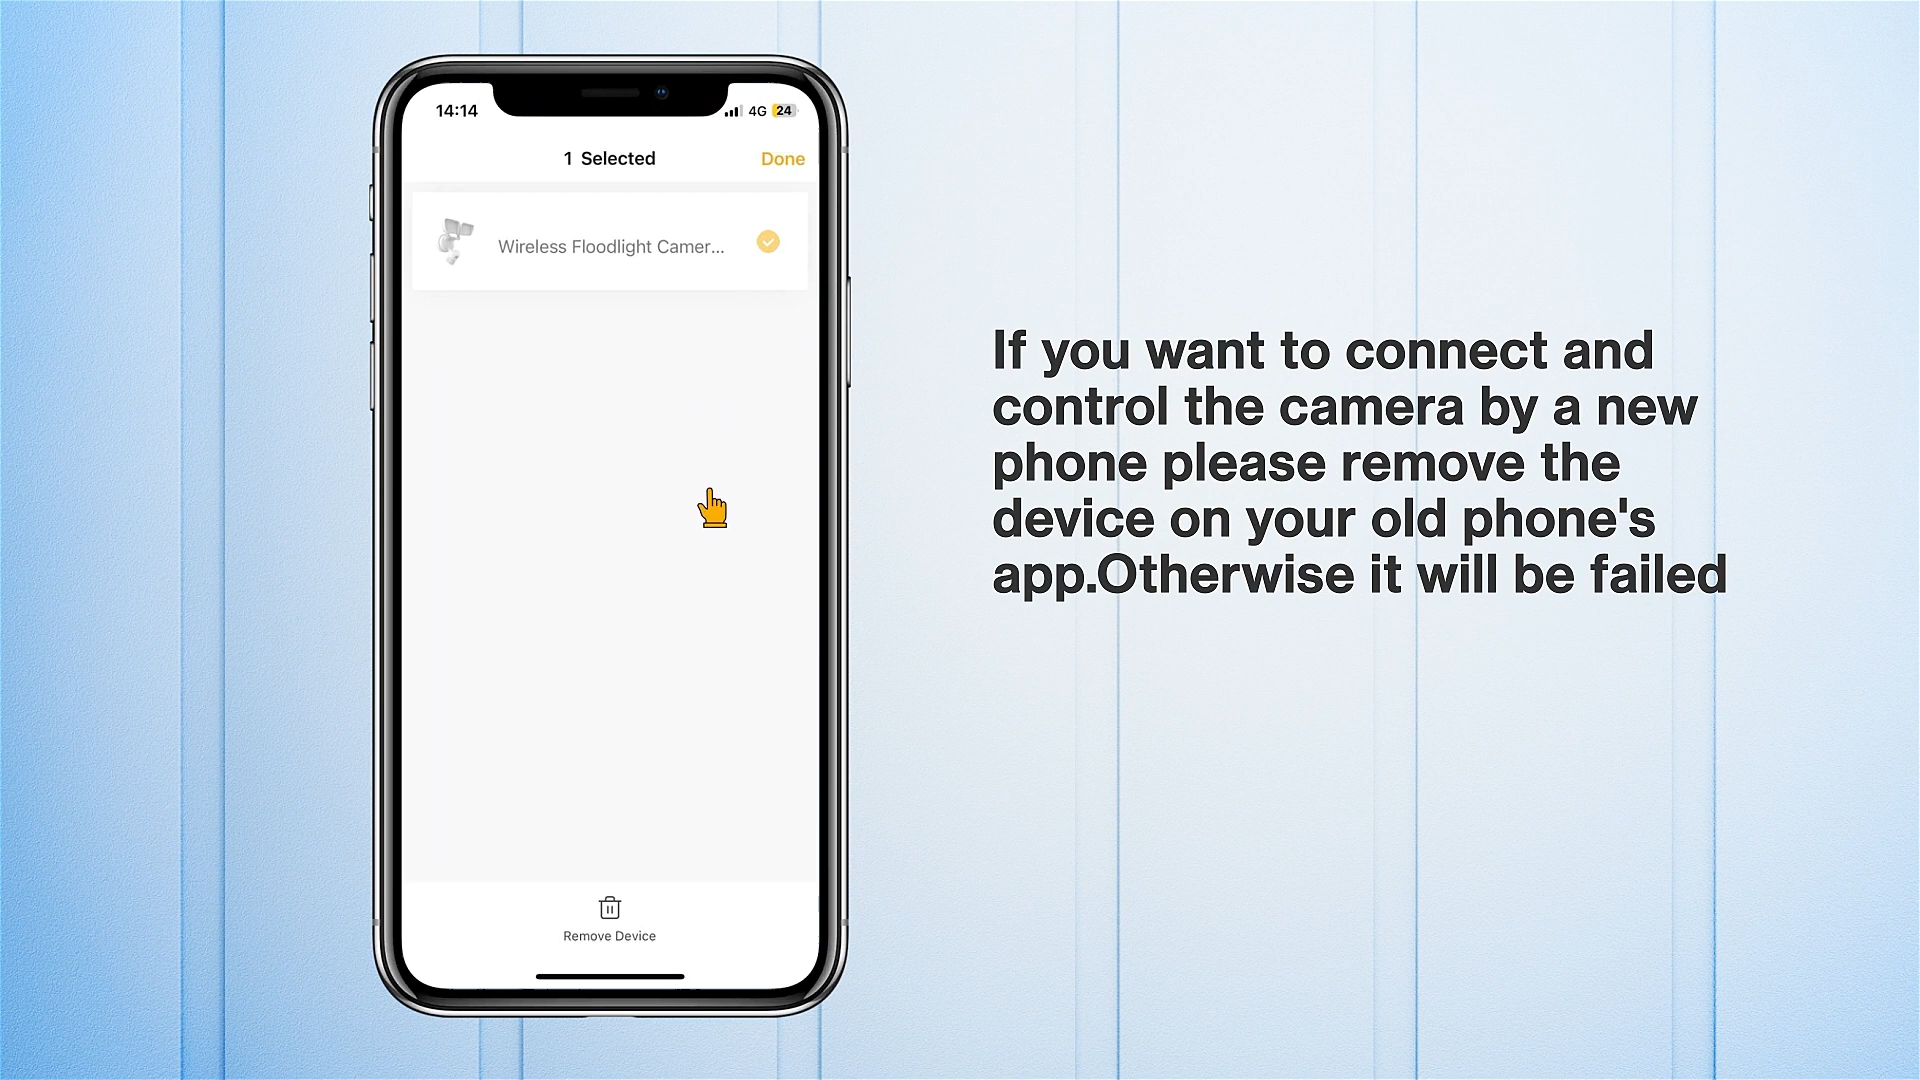 14:14
4G 24
1 Selected
Done
Wireless Floodlight Camer...
Remove Device
If you want to connect and
control the camera by a new
phone please remove the
device on your old phone's
app.Otherwise it will be failed